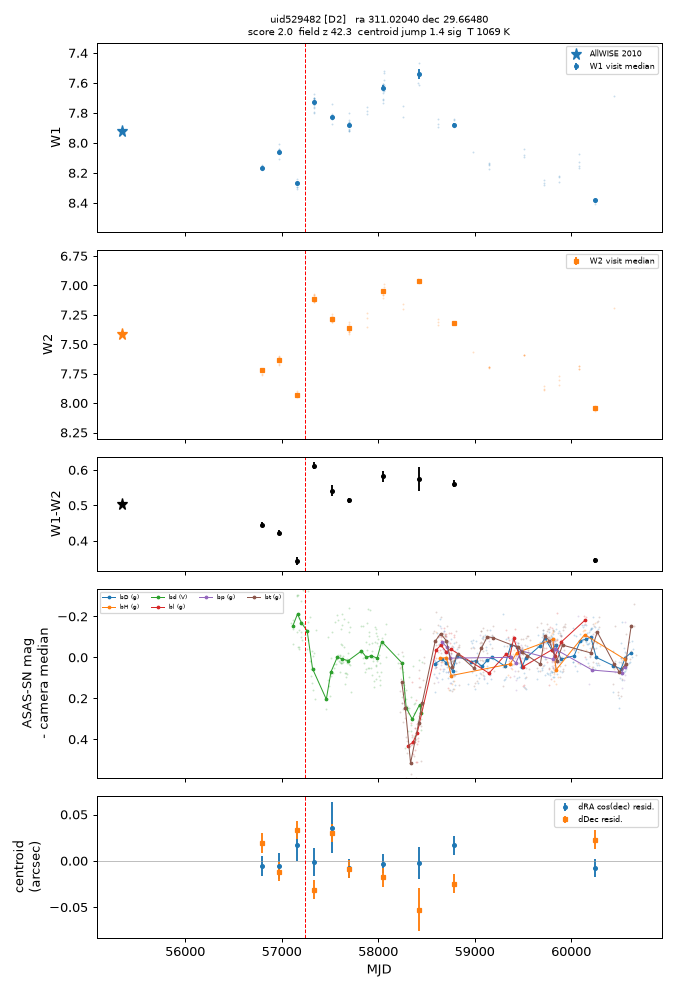 uid529482 [D2]   ra 311.02040 dec 29.66480
score 2.0  field z 42.3  centroid jump 1.4 sig  T 1069 K
W1
7.4
7.6
7.8
8.0
8.2
8.4
AllWISE 2010
W1 visit median
W2
6.75
7.00
7.25
7.50
7.75
8.00
8.25
W2 visit median
W1-W2
0.6
0.5
0.4
ASAS-SN mag
- camera median
−0.2
0.0
0.2
0.4
bD (g)
bH (g)
bd (V)
bl (g)
bp (g)
bt (g)
centroid
(arcsec)
0.05
0.00
−0.05
dRA cos(dec) resid.
dDec resid.
56000
57000
58000
59000
60000
MJD